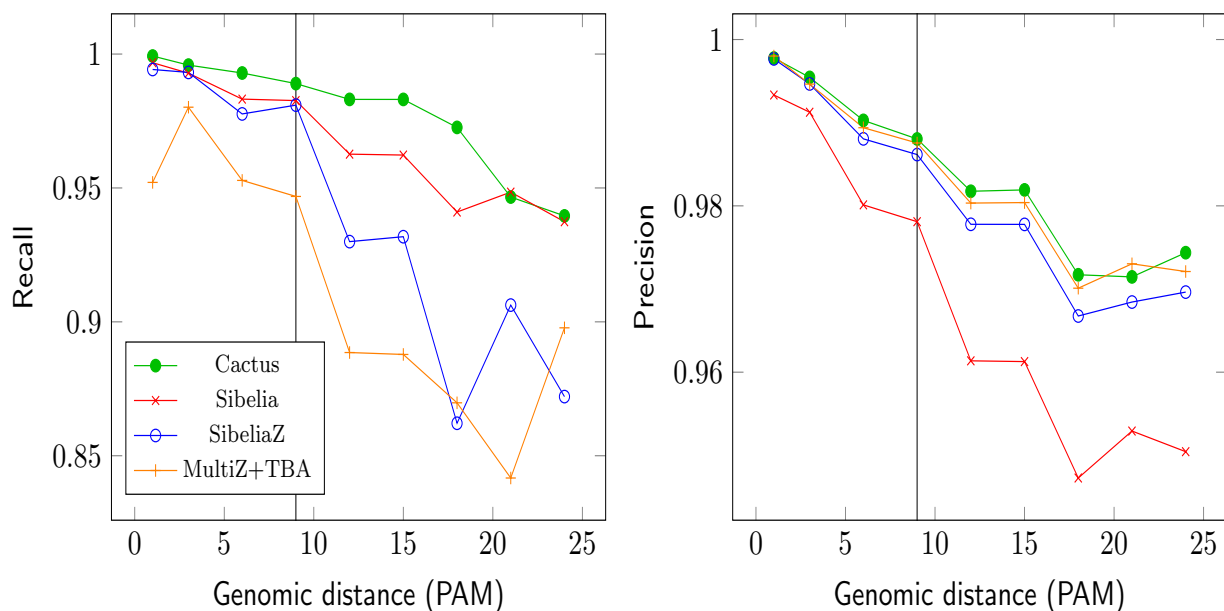 1
0.95
0.9
0.85
Recall
Cactus
Sibelia
SibeliaZ
MultiZ+TBA
0 5 10 15 20 25
Genomic distance (PAM)
1
0.98
0.96
Precision
0 5 10 15 20 25
Genomic distance (PAM)